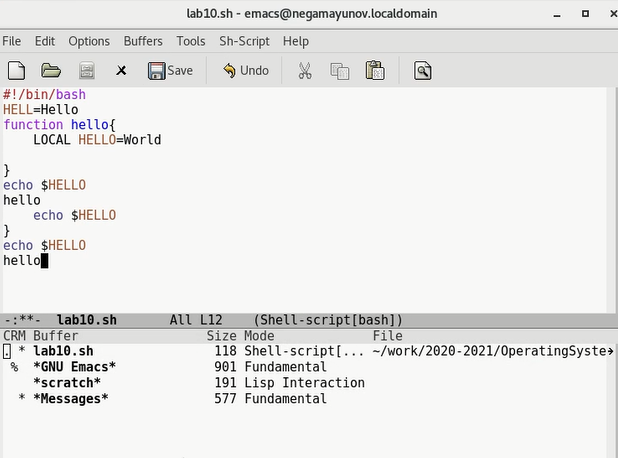 lab10.sh - emacs@negamayunov.localdomain
File Edit Options Buffers Tools Sh-Script Help
Save Undo
#!/bin/bash
HELL=Hello
function hello{
    LOCAL HELLO=World
}
echo $HELLO
hello
    echo $HELLO
}
echo $HELLO
hello
-:**- lab10.sh All L12 (Shell-script[bash])
CRM Buffer Size Mode File
. * lab10.sh 118 Shell-script[... ~/work/2020-2021/OperatingSyste
% *GNU Emacs* 901 Fundamental
*scratch* 191 Lisp Interaction
* *Messages* 577 Fundamental